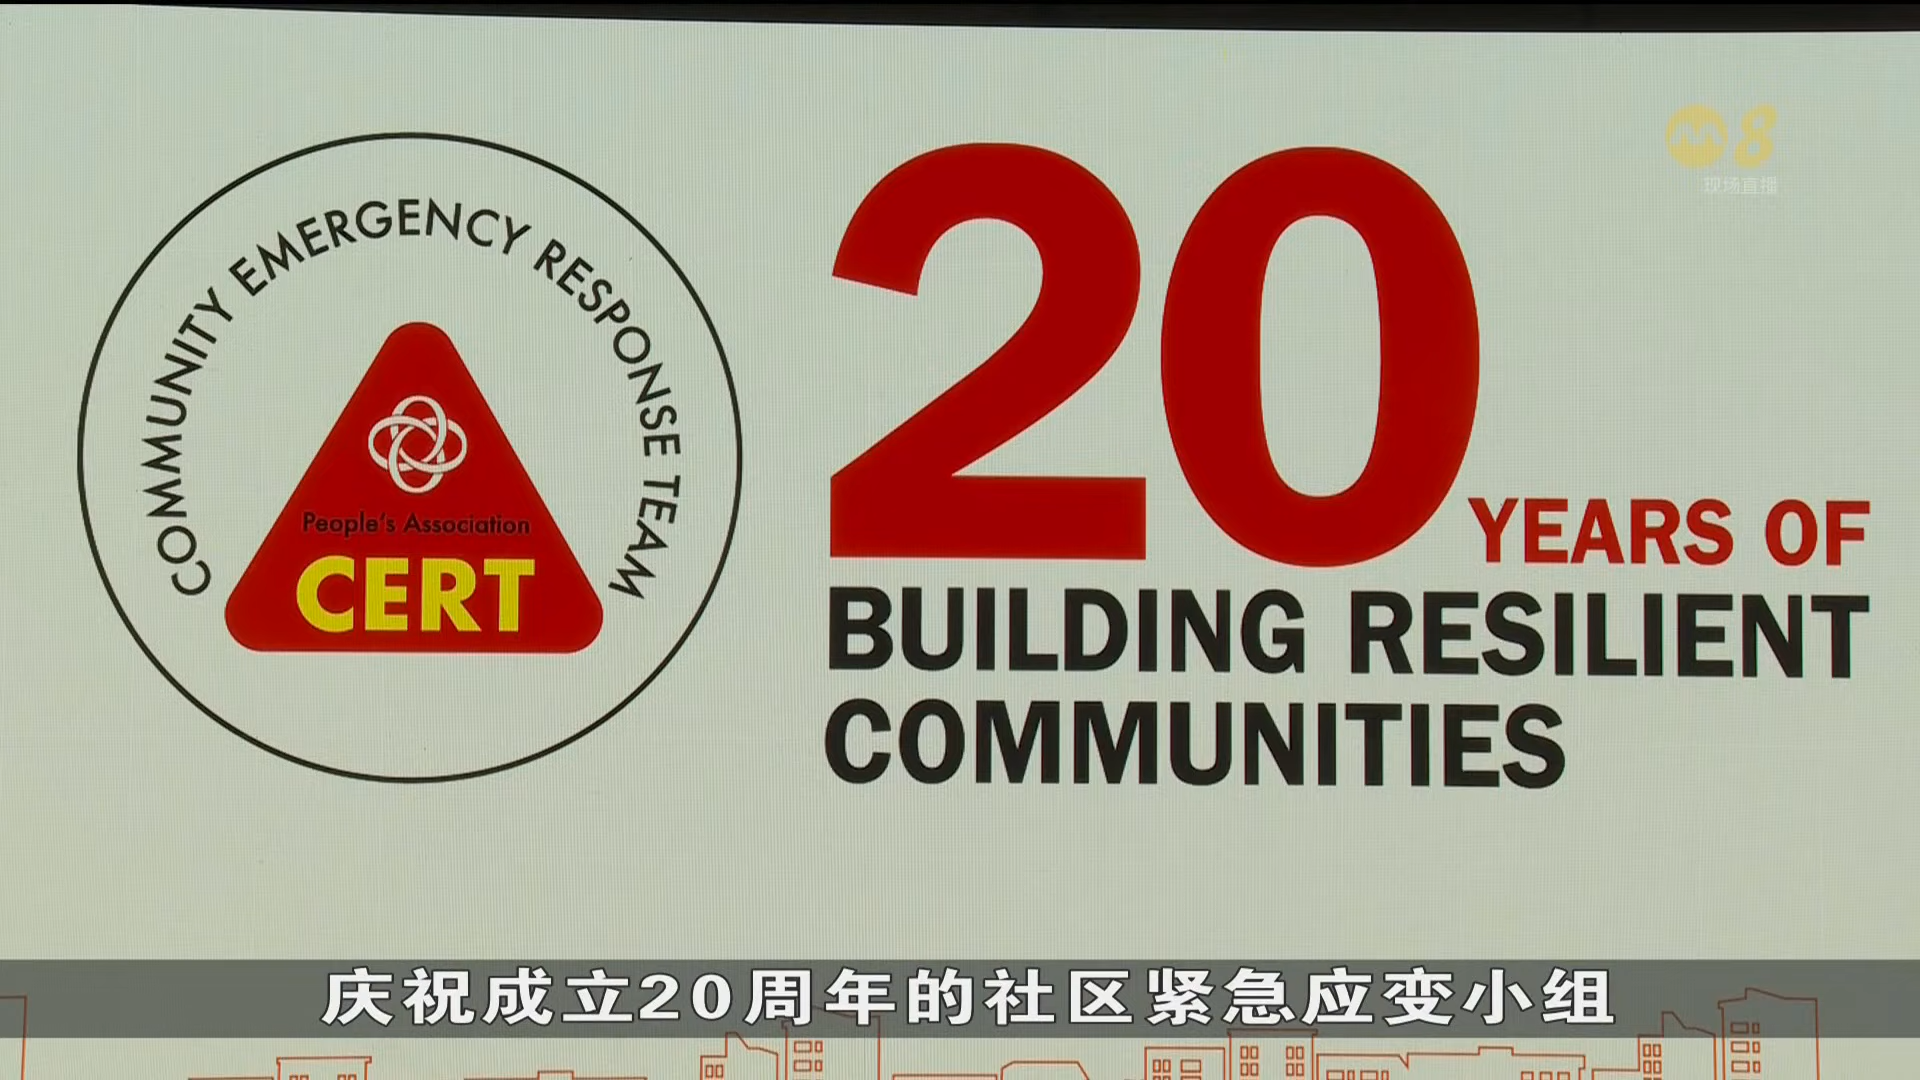 8
现场直播
COMMUNITY EMERGENCY RESPONSE TEAM
People's Association
CERT
20 YEARS OF
BUILDING RESILIENT
COMMUNITIES
庆祝成立20周年的社区紧急应变小组